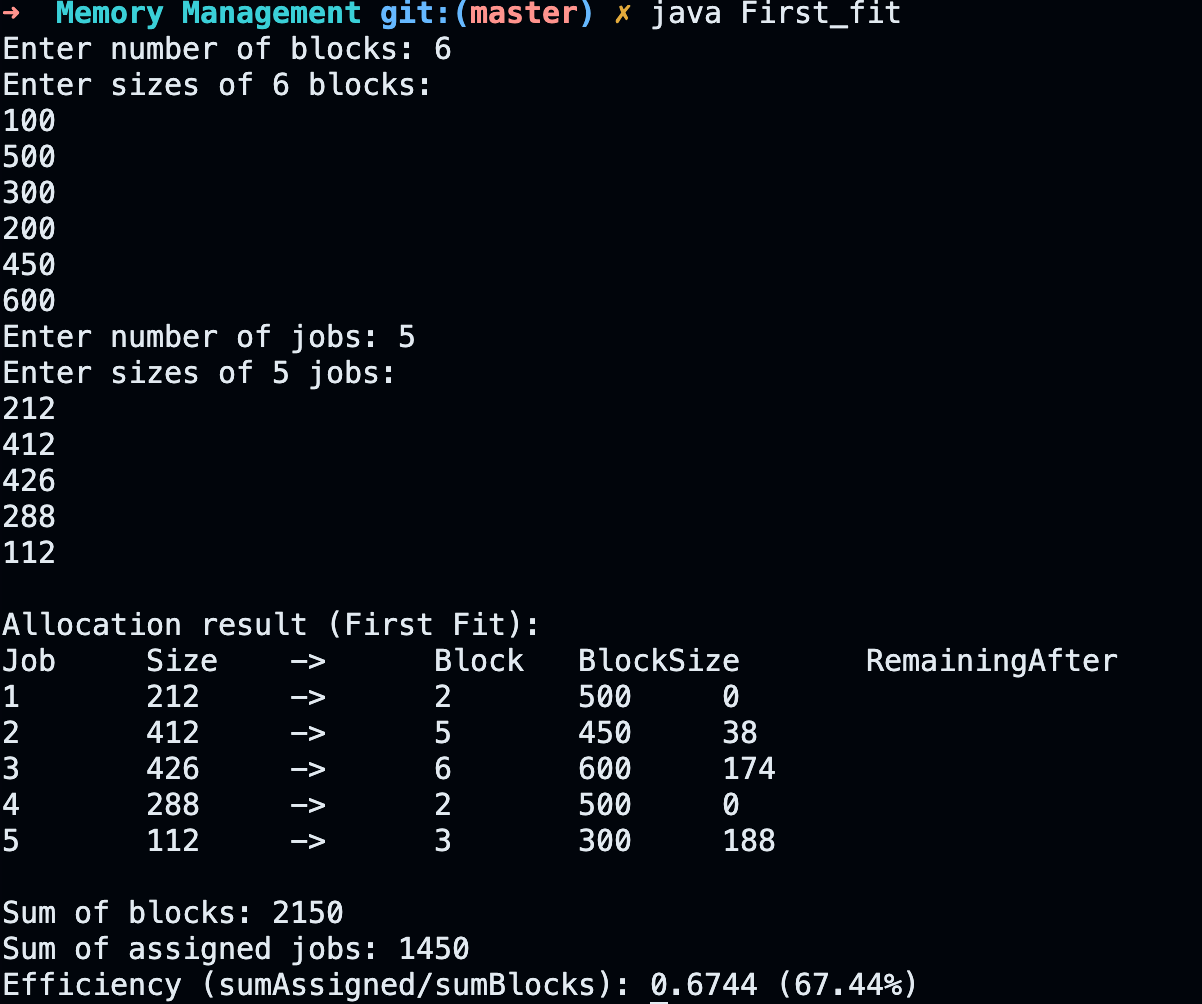 ➜  Memory Management git:(master) ✗ java First_fit
Enter number of blocks: 6
Enter sizes of 6 blocks:
100
500
300
200
450
600
Enter number of jobs: 5
Enter sizes of 5 jobs:
212
412
426
288
112

Allocation result (First Fit):
Job     Size    ->      Block   BlockSize       RemainingAfter
1       212     ->      2       500     0
2       412     ->      5       450     38
3       426     ->      6       600     174
4       288     ->      2       500     0
5       112     ->      3       300     188

Sum of blocks: 2150
Sum of assigned jobs: 1450
Efficiency (sumAssigned/sumBlocks): 0.6744 (67.44%)